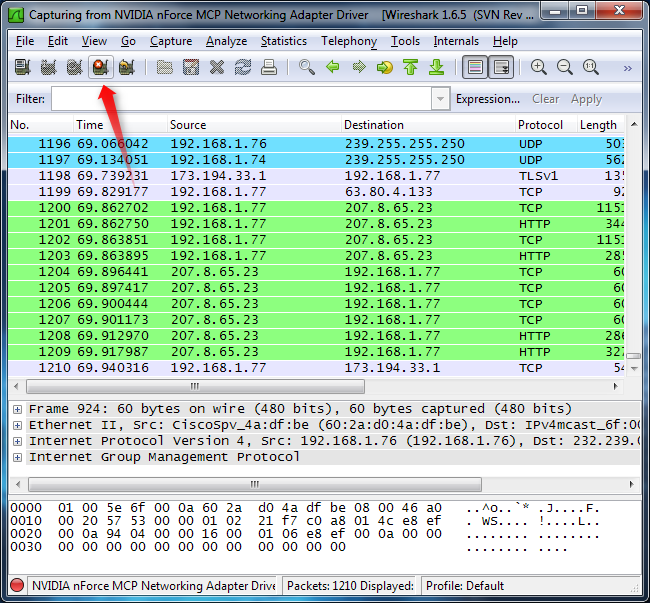 Capturing from NVIDIA nForce MCP Networking Adapter Driver [Wireshark 1.6.5 (SVN Rev ...
File Edit View Go Capture Analyze Statistics Telephony Tools Internals Help
Filter: Expression... Clear Apply
No. Time Source Destination Protocol Length
1196 69.066042 192.168.1.76 239.255.255.250 UDP 503
1197 69.134051 192.168.1.74 239.255.255.250 UDP 562
1198 69.739231 173.194.33.1 192.168.1.77 TLSv1 135
1199 69.829177 192.168.1.77 63.80.4.133 TCP 92
1200 69.862702 192.168.1.77 207.8.65.23 TCP 1151
1201 69.862750 192.168.1.77 207.8.65.23 HTTP 344
1202 69.863851 192.168.1.77 207.8.65.23 TCP 1151
1203 69.863895 192.168.1.77 207.8.65.23 HTTP 285
1204 69.896441 207.8.65.23 192.168.1.77 TCP 60
1205 69.897417 207.8.65.23 192.168.1.77 TCP 60
1206 69.900444 207.8.65.23 192.168.1.77 TCP 60
1207 69.901173 207.8.65.23 192.168.1.77 TCP 60
1208 69.912970 207.8.65.23 192.168.1.77 HTTP 286
1209 69.917987 207.8.65.23 192.168.1.77 HTTP 327
1210 69.940316 192.168.1.77 173.194.33.1 TCP 54
Frame 924: 60 bytes on wire (480 bits), 60 bytes captured (480 bits)
Ethernet II, Src: CiscoSpv_4a:df:be (60:2a:d0:4a:df:be), Dst: IPv4mcast_6f:00
Internet Protocol Version 4, Src: 192.168.1.76 (192.168.1.76), Dst: 232.239.0
Internet Group Management Protocol
0000 01 00 5e 6f 00 0a 60 2a d0 4a df be 08 00 46 a0 ..^o..`* .J....F.
0010 00 20 57 53 00 00 01 02 21 f7 c0 a8 01 4c e8 ef . WS.... !....L..
0020 00 0a 94 04 00 00 16 00 01 06 e8 ef 00 0a 00 00 ........ ........
0030 00 00 00 00 00 00 00 00 00 00 00 00 ........ ....
NVIDIA nForce MCP Networking Adapter Drive Packets: 1210 Displayed: Profile: Default